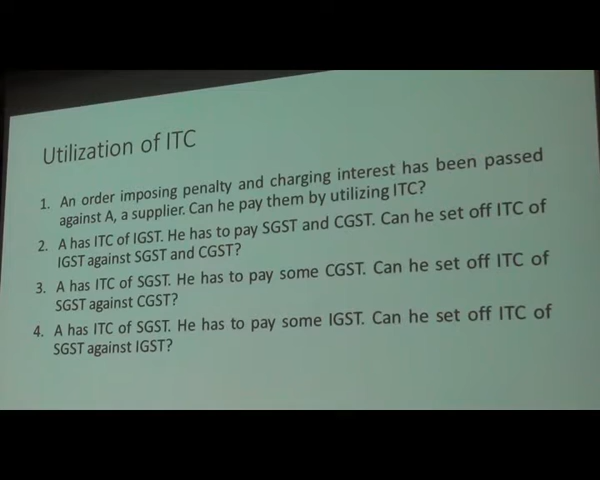 Utilization of ITC
1. An order imposing penalty and charging interest has been passed
against A, a supplier. Can he pay them by utilizing ITC?
2. A has ITC of IGST. He has to pay SGST and CGST. Can he set off ITC of
IGST against SGST and CGST?
3. A has ITC of SGST. He has to pay some CGST. Can he set off ITC of
SGST against CGST?
4. A has ITC of SGST. He has to pay some IGST. Can he set off ITC of
SGST against IGST?